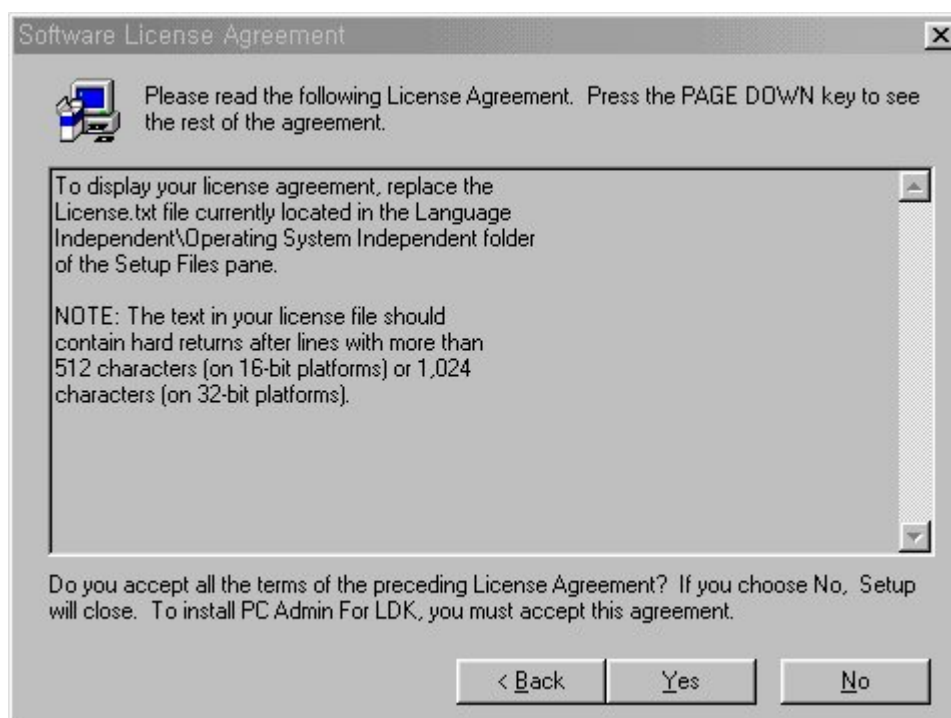 Software License Agreement
Please read the following License Agreement.  Press the PAGE DOWN key to see
the rest of the agreement.
To display your license agreement, replace the
License.txt file currently located in the Language
Independent\Operating System Independent folder
of the Setup Files pane.
NOTE: The text in your license file should
contain hard returns after lines with more than
512 characters (on 16-bit platforms) or 1,024
characters (on 32-bit platforms).
Do you accept all the terms of the preceding License Agreement?  If you choose No,  Setup
will close.  To install PC Admin For LDK, you must accept this agreement.
< Back Yes No